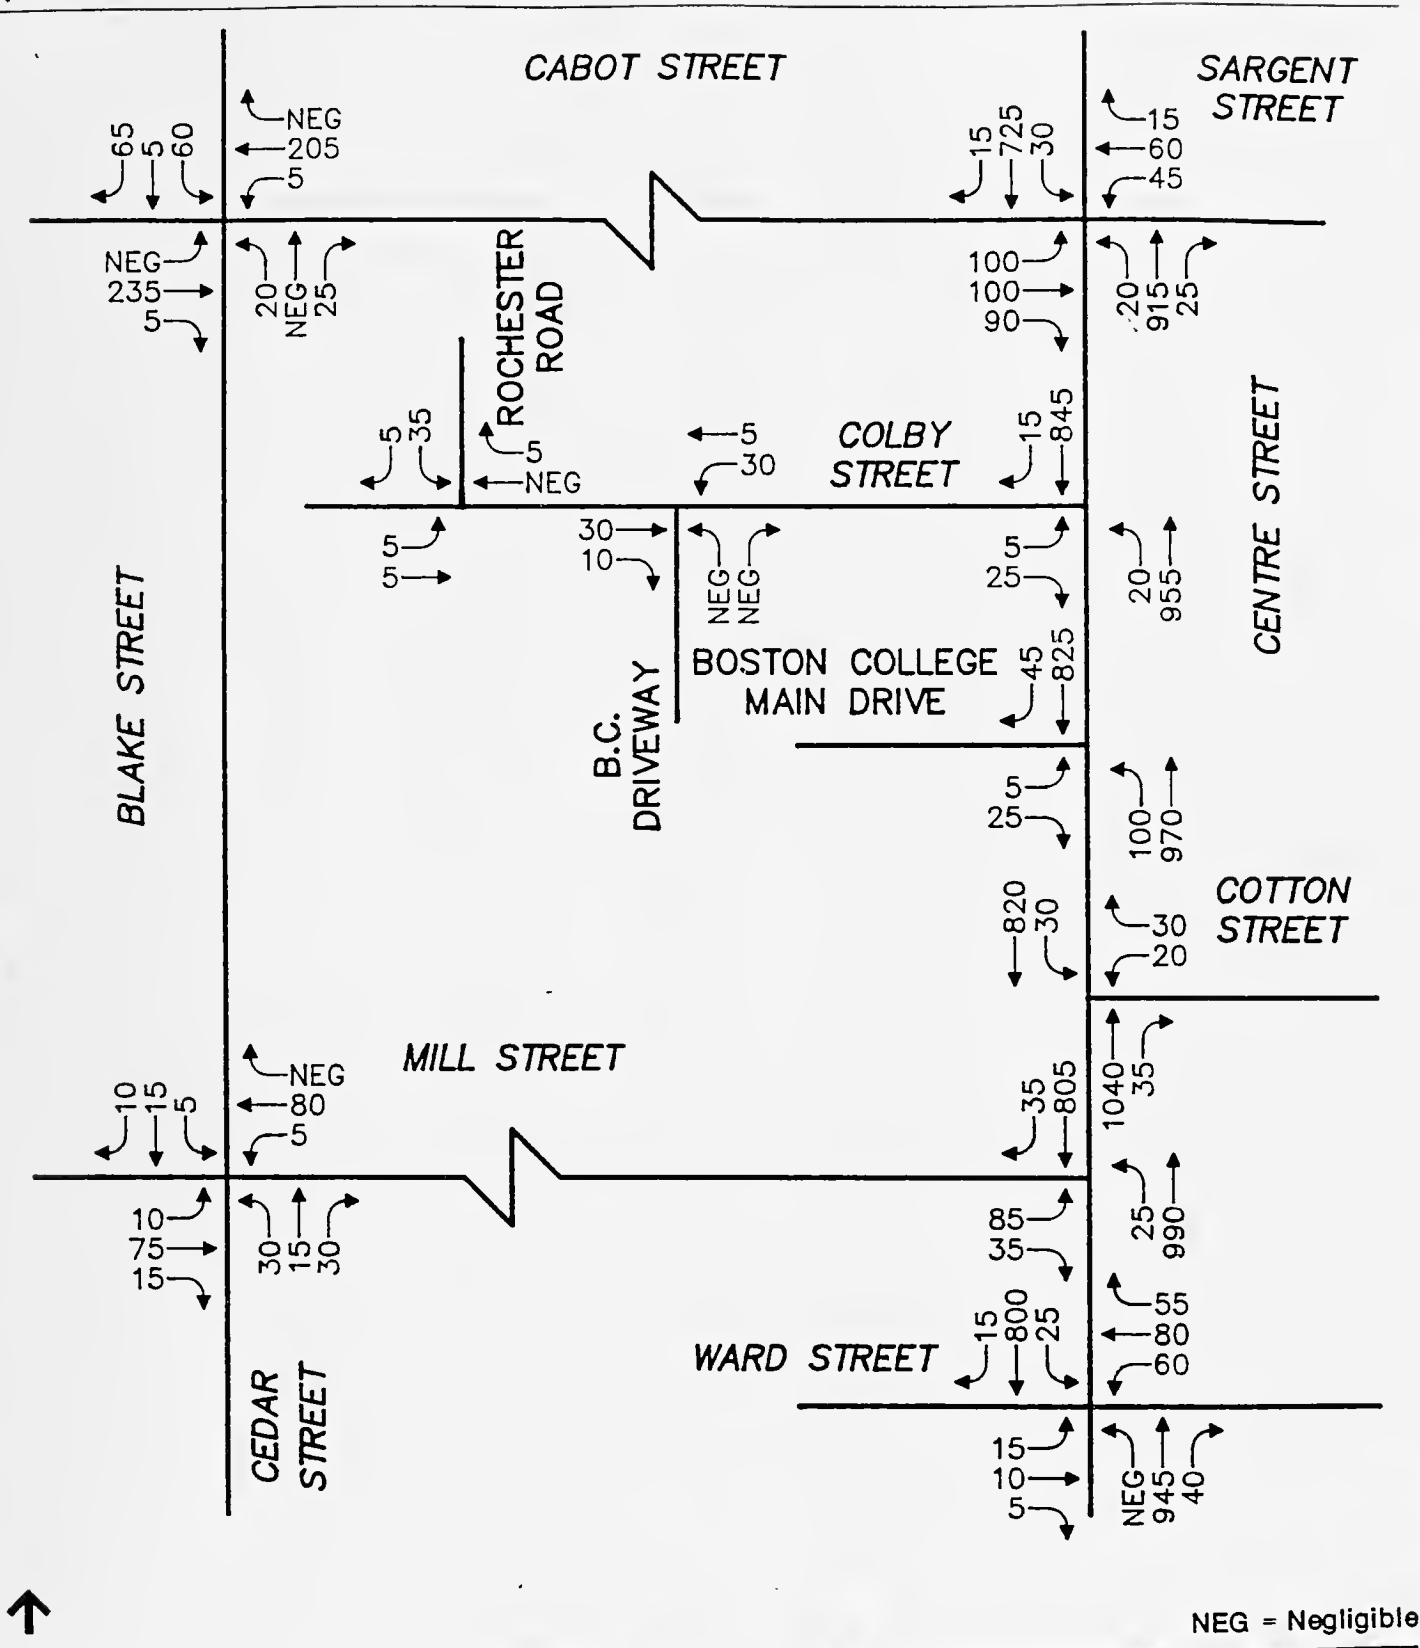 CABOT STREET
SARGENT
STREET
65
5
60
NEG
205
5
15
725
30
15
60
45
NEG
235
5
20
NEG
25
100
100
90
20
915
25
ROCHESTER
ROAD
5
35
5
NEG
5
30
COLBY
STREET
15
845
CENTRE STREET
5
5
30
10
NEG
NEG
5
25
20
955
BLAKE STREET
B.C.
DRIVEWAY
BOSTON COLLEGE
MAIN DRIVE
45
825
5
25
100
970
COTTON
STREET
820
30
30
20
MILL STREET
10
15
5
NEG
80
5
35
805
1040
35
10
75
15
30
15
30
85
35
25
990
CEDAR
STREET
WARD STREET
15
800
25
55
80
60
15
10
5
NEG
945
40
NEG = Negligible